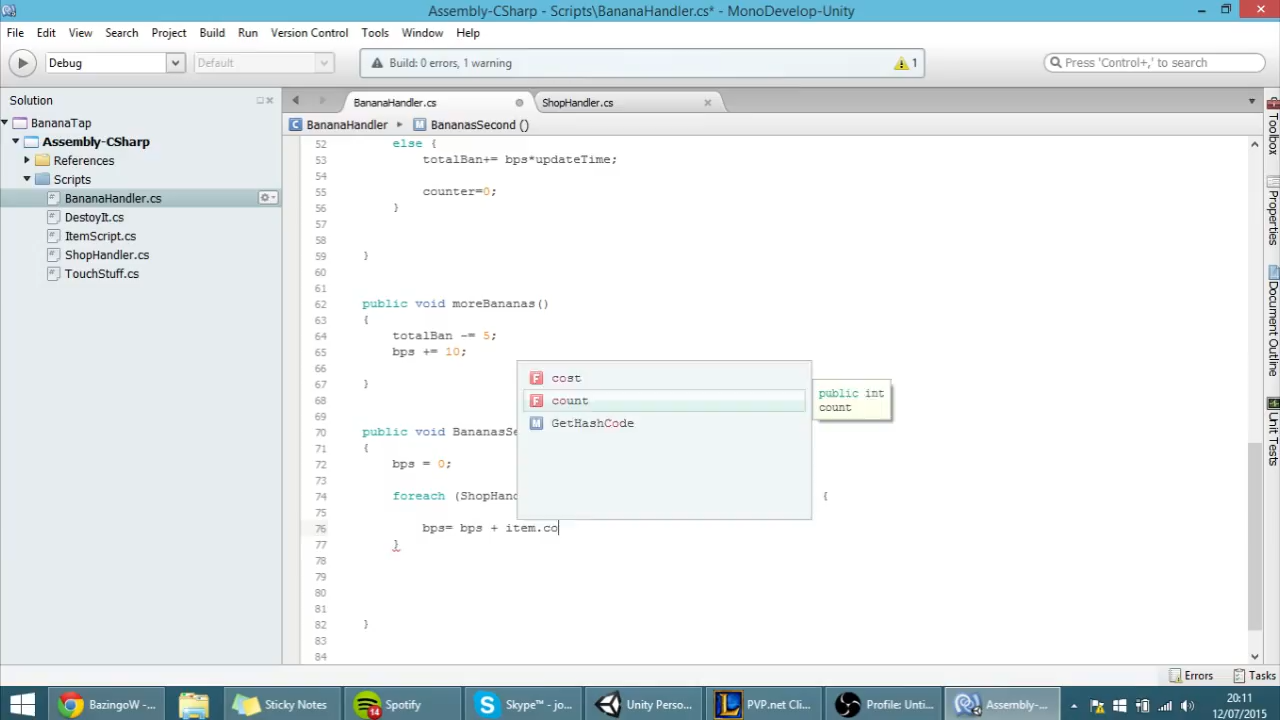 Assembly-CSharp - Scripts\BananaHandler.cs* - MonoDevelop-Unity
File Edit View Search Project Build Run Version Control Tools Window Help
Debug Default Build: 0 errors, 1 warning 1 Press 'Control+,' to search
Solution BananaHandler.cs ShopHandler.cs
BananaTap BananaHandler BananasSecond ()
Assembly-CSharp
References
Scripts
BananaHandler.cs
DestoyIt.cs
ItemScript.cs
ShopHandler.cs
TouchStuff.cs
52 else {
53 totalBan+= bps*updateTime;
54
55 counter=0;
56 }
57
58
59 }
60
61
62 public void moreBananas()
63 {
64 totalBan -= 5;
65 bps += 10;
66
67 }
68
69
70 public void BananasSe
71 {
72 bps = 0;
73
74 foreach (ShopHand {
75
76 bps= bps + item.co
77 }
78
79
80
81
82 }
83
84
cost
count
GetHashCode
public int
count
Toolbox
Properties
Document Outline
Unit Tests
Errors Tasks
BazingoW -... Sticky Notes Spotify 14 Skype™ - jo... Unity Perso... PVP.net Cli... Profile: Unti... Assembly-... 20:11
12/07/2015